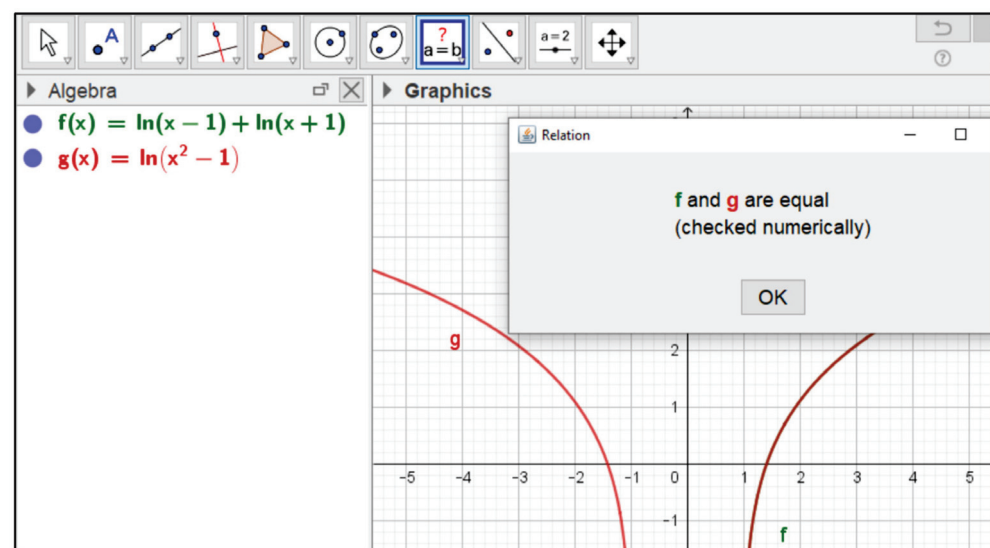 A
?
a=b
a=2
Algebra
Graphics
f(x) = ln(x − 1) + ln(x + 1)
g(x) = ln(x² − 1)
Relation
f and g are equal
(checked numerically)
OK
g
2
1
-5 -4 -3 -2 -1 0 1 2 3 4 5
-1
f